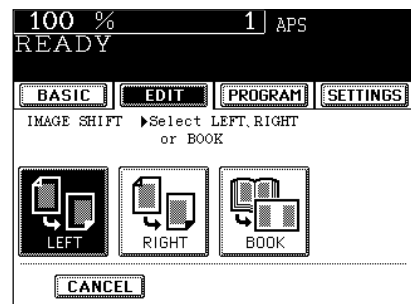 100 % 1 APS
READY
BASIC EDIT PROGRAM SETTINGS
IMAGE SHIFT ▶Select LEFT,RIGHT
or BOOK
LEFT RIGHT BOOK
CANCEL